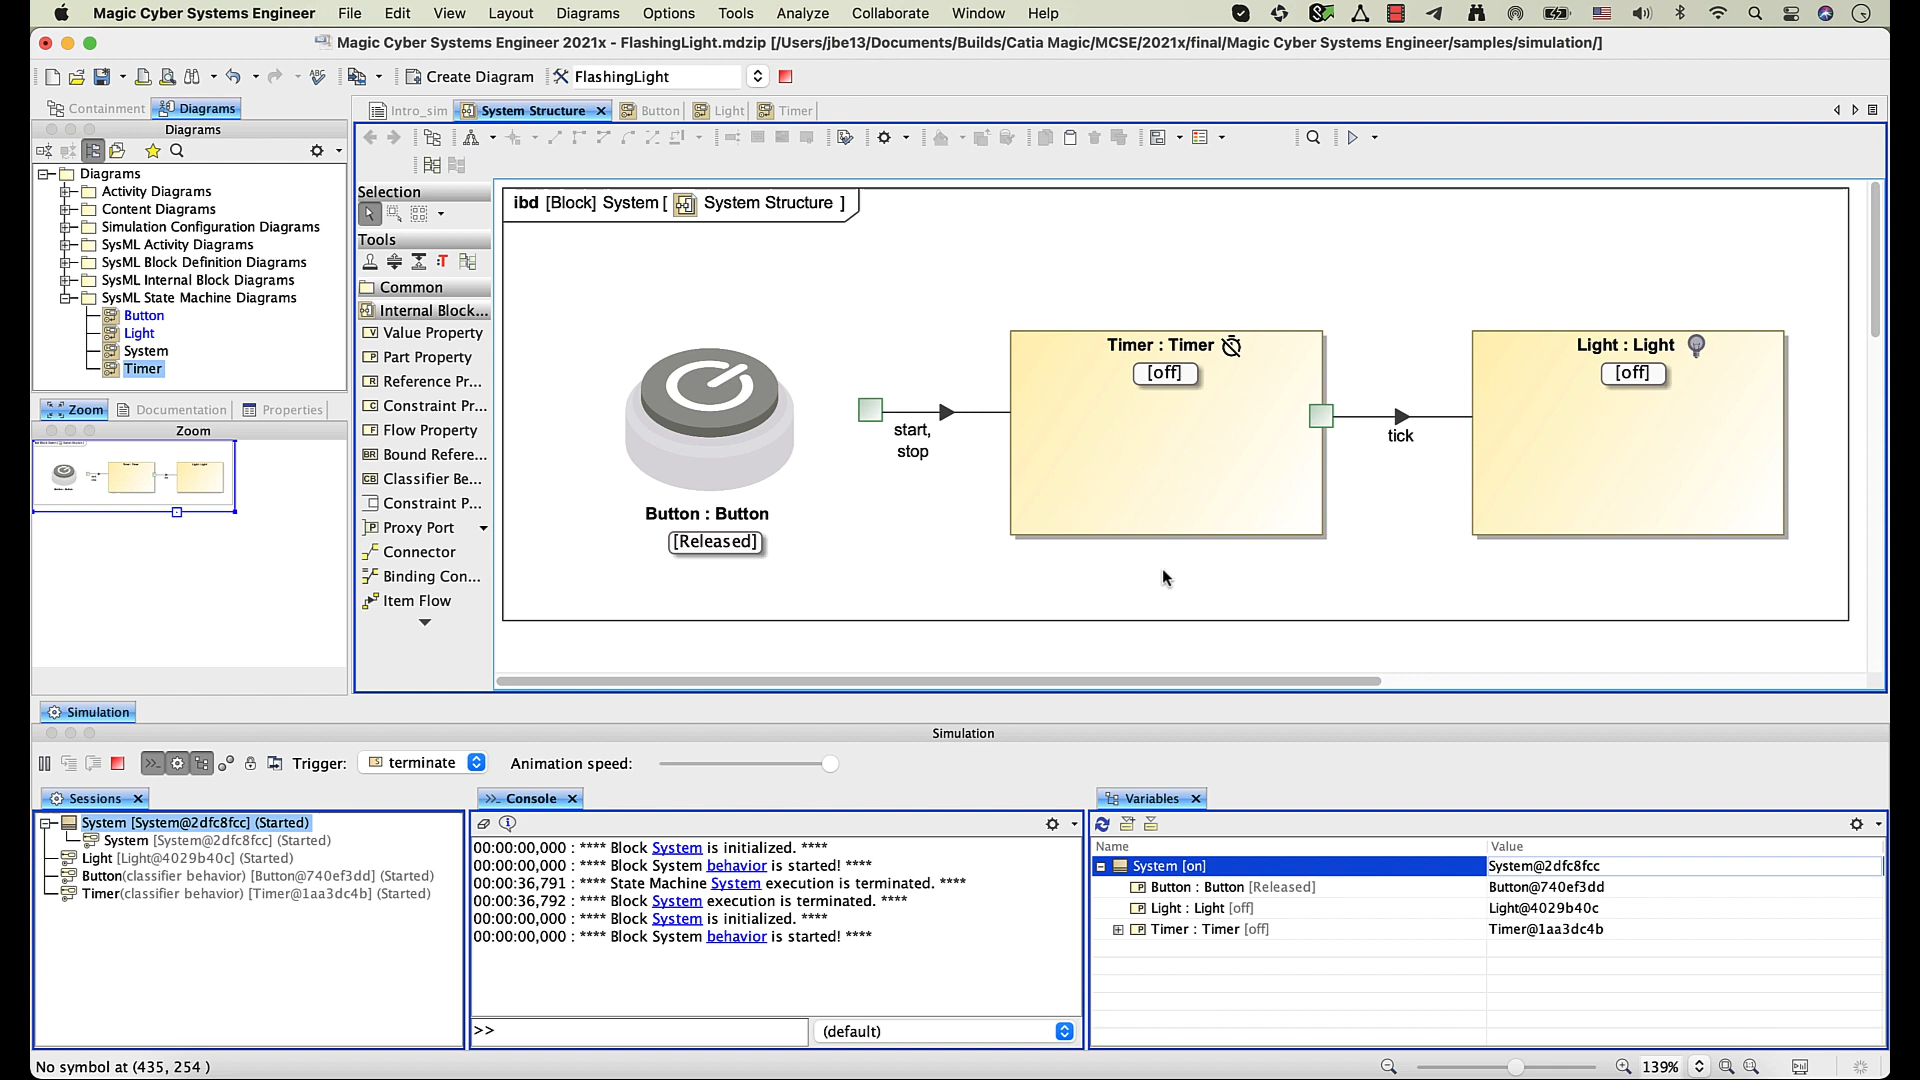 Magic Cyber Systems Engineer File Edit View Layout Diagrams Options Tools Analyze Collaborate Window Help
Magic Cyber Systems Engineer 2021x - FlashingLight.mdzip [/Users/jbe13/Documents/Builds/Catia Magic/MCSE/2021x/final/Magic Cyber Systems Engineer/samples/simulation/]
Create Diagram FlashingLight
Containment Diagrams
Diagrams
Diagrams
Activity Diagrams
Content Diagrams
Simulation Configuration Diagrams
SysML Activity Diagrams
SysML Block Definition Diagrams
SysML Internal Block Diagrams
SysML State Machine Diagrams
Button
Light
System
Timer
Zoom Documentation Properties
Zoom
Intro_sim System Structure Button Light Timer
Selection
Tools
Common
Internal Block...
Value Property
Part Property
Reference Pr...
Constraint Pr...
Flow Property
Bound Refere...
Classifier Be...
Constraint P...
Proxy Port
Connector
Binding Con...
Item Flow
ibd [Block] System [ System Structure ]
Button : Button
[Released]
start,
stop
Timer : Timer
[off]
tick
Light : Light
[off]
Simulation
Simulation
Trigger: terminate Animation speed:
Sessions
System [System@2dfc8fcc] (Started)
System [System@2dfc8fcc] (Started)
Light [Light@4029b40c] (Started)
Button(classifier behavior) [Button@740ef3dd] (Started)
Timer(classifier behavior) [Timer@1aa3dc4b] (Started)
Console
00:00:00,000 : **** Block System is initialized. ****
00:00:00,000 : **** Block System behavior is started! ****
00:00:36,791 : **** State Machine System execution is terminated. ****
00:00:36,792 : **** Block System execution is terminated. ****
00:00:00,000 : **** Block System is initialized. ****
00:00:00,000 : **** Block System behavior is started! ****
>> (default)
Variables
Name Value
System [on] System@2dfc8fcc
Button : Button [Released] Button@740ef3dd
Light : Light [off] Light@4029b40c
Timer : Timer [off] Timer@1aa3dc4b
No symbol at (435, 254 ) 139%